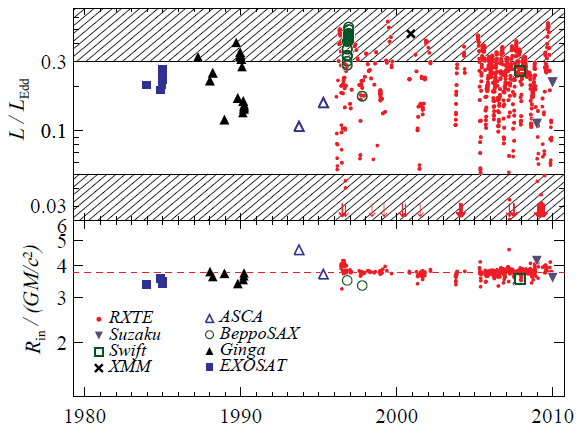 L / L_Edd
0.3
0.1
0.03
R_in / (GM/c²)
6
5
4
3
2
RXTE
ASCA
Suzaku
BeppoSAX
Swift
Ginga
XMM
EXOSAT
1980
1990
2000
2010